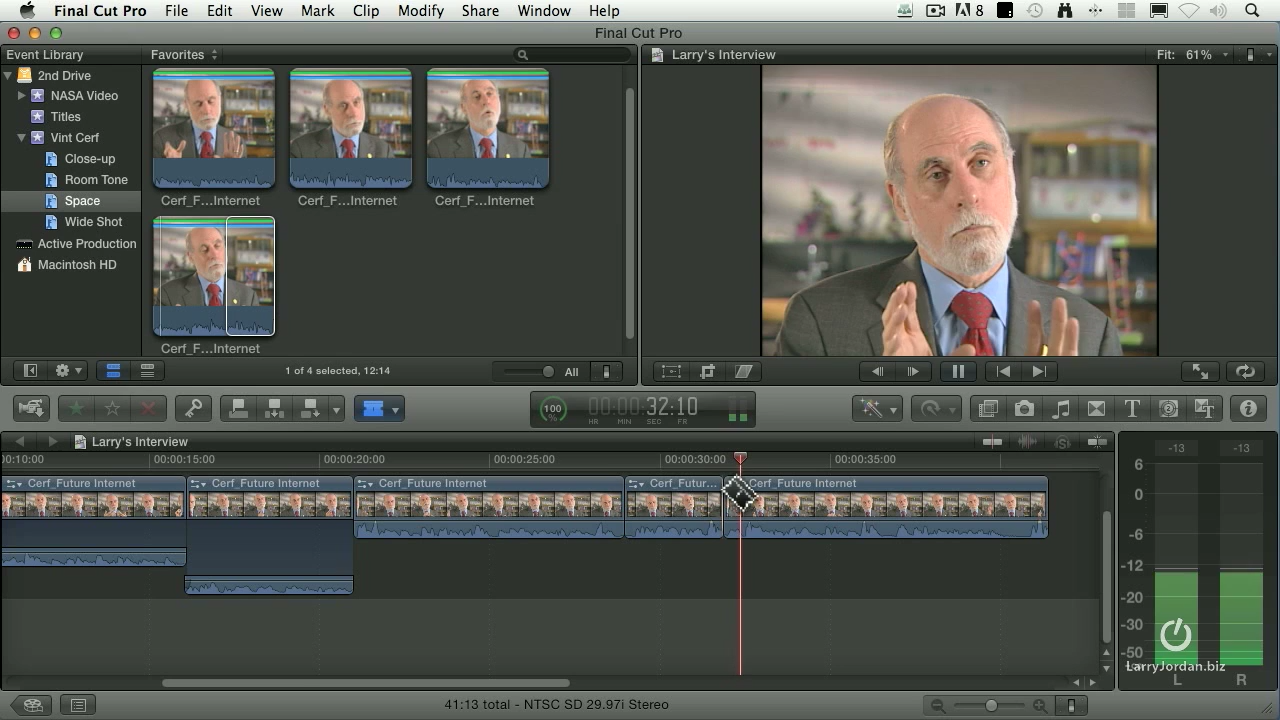 Final Cut Pro File Edit View Mark Clip Modify Share Window Help 8
Final Cut Pro
Event Library
Favorites
Larry's Interview
Fit: 61%
2nd Drive
NASA Video
Titles
Vint Cerf
Close-up
Room Tone
Space
Wide Shot
Active Production
Macintosh HD
Cerf_F...Internet
Cerf_F...Internet
Cerf_F...Internet
Cerf_F...Internet
1 of 4 selected, 12:14
All
100
%
00:00:32:10
HR MIN SEC FR
Larry's Interview
0:10:00 00:00:15:00 00:00:20:00 00:00:25:00 00:00:30:00 00:00:35:00
Cerf_Future Internet
Cerf_Future Internet
Cerf_Future Internet
Cerf_Futur...
Cerf_Future Internet
-13 -13
6
0
-6
-12
-20
-30
-50
LarryJordan.biz
L R
41:13 total - NTSC SD 29.97i Stereo